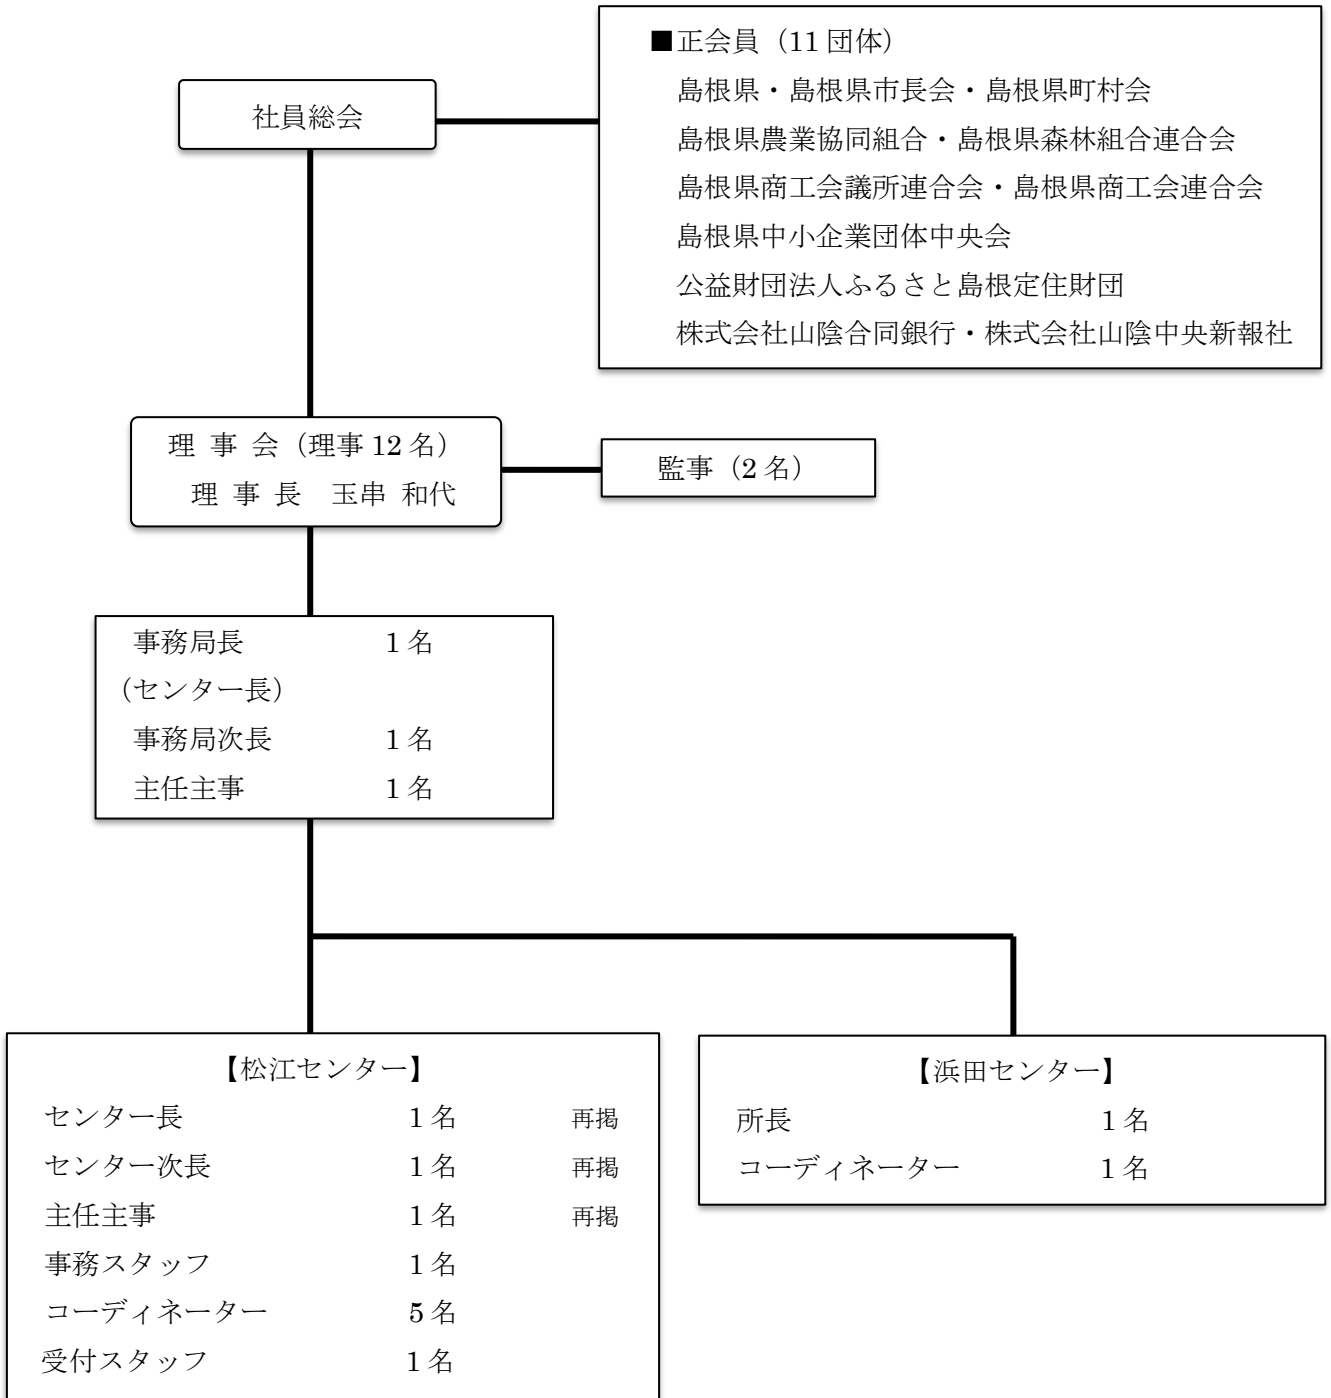 社員総会
■正会員（11 団体）
島根県・島根県市長会・島根県町村会
島根県農業協同組合・島根県森林組合連合会
島根県商工会議所連合会・島根県商工会連合会
島根県中小企業団体中央会
公益財団法人ふるさと島根定住財団
株式会社山陰合同銀行・株式会社山陰中央新報社
理 事 会（理事 12 名）
理 事 長　玉串 和代
監事（2 名）
事務局長 1 名
（センター長）
事務局次長 1 名
主任主事 1 名
【松江センター】
センター長 1 名 再掲
センター次長 1 名 再掲
主任主事 1 名 再掲
事務スタッフ 1 名
コーディネーター 5 名
受付スタッフ 1 名
【浜田センター】
所長 1 名
コーディネーター 1 名